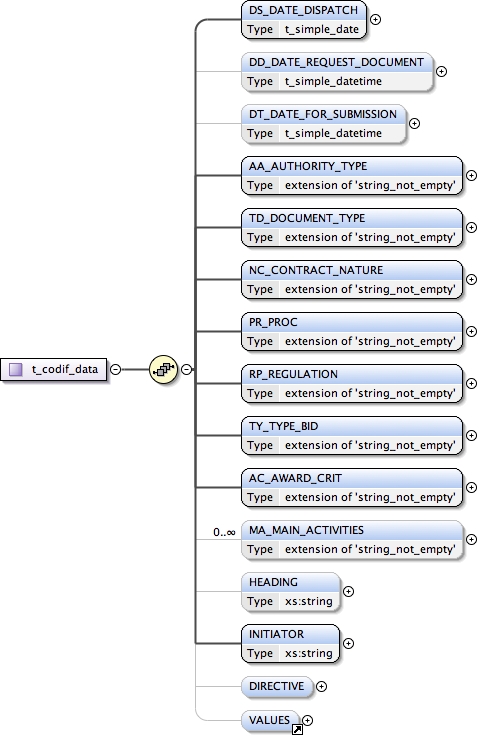 DS_DATE_DISPATCH
Type t_simple_date
DD_DATE_REQUEST_DOCUMENT
Type t_simple_datetime
DT_DATE_FOR_SUBMISSION
Type t_simple_datetime
AA_AUTHORITY_TYPE
Type extension of 'string_not_empty'
TD_DOCUMENT_TYPE
Type extension of 'string_not_empty'
NC_CONTRACT_NATURE
Type extension of 'string_not_empty'
PR_PROC
Type extension of 'string_not_empty'
t_codif_data
RP_REGULATION
Type extension of 'string_not_empty'
TY_TYPE_BID
Type extension of 'string_not_empty'
AC_AWARD_CRIT
Type extension of 'string_not_empty'
0..∞ MA_MAIN_ACTIVITIES
Type extension of 'string_not_empty'
HEADING
Type xs:string
INITIATOR
Type xs:string
DIRECTIVE
VALUES